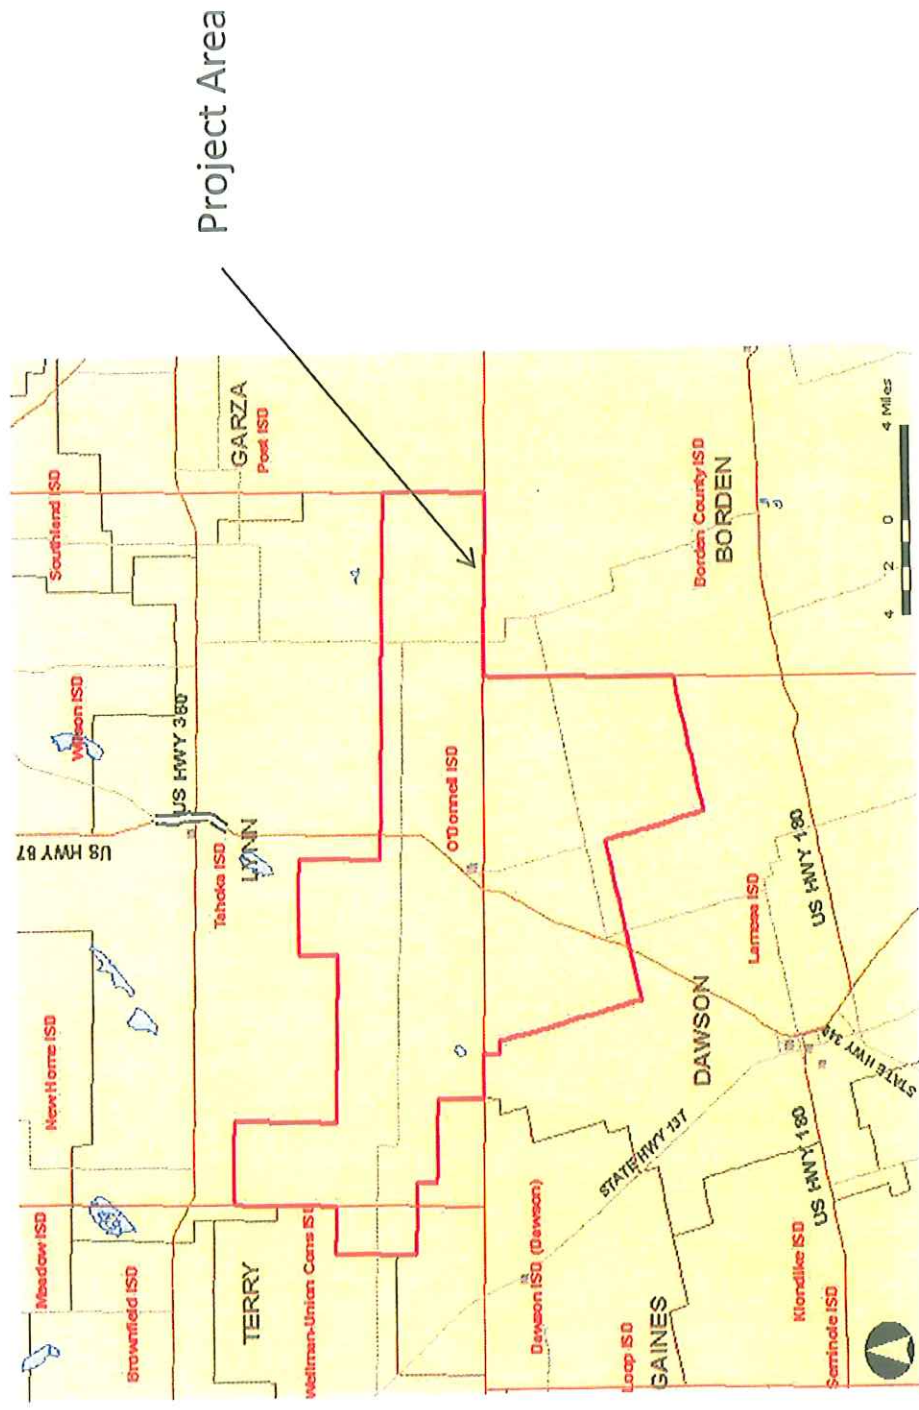 Project Area
Meadow ISD
New Home ISD
Wilson ISD
Southland ISD
US HWY 87
Brownfield ISD
US HWY 380
GARZA
Post ISD
Tahoka ISD
LYNN
TERRY
Wellman-Union Cons ISD
O'Donnell ISD
Dawson ISD (Dawson)
STATE HWY 137
DAWSON
Borden County ISD
BORDEN
Loop ISD
GAINES
Lamesa ISD
US HWY 180
Klondike ISD
US HWY 180
STATE HWY 349
Seminole ISD
4 2 0 4 Miles